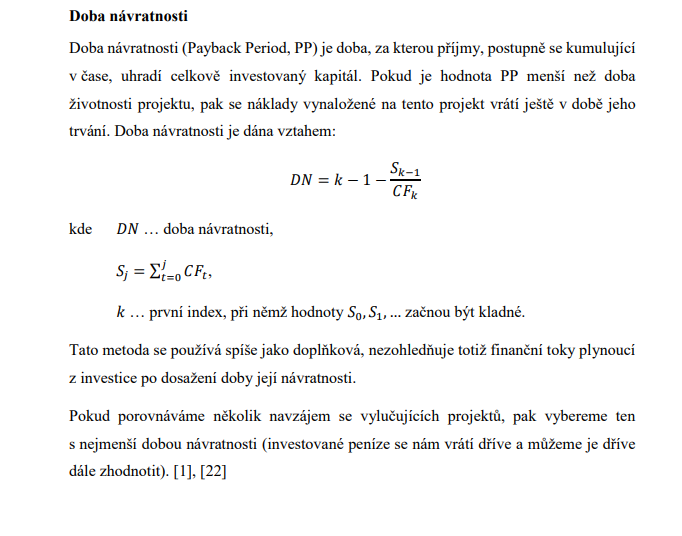 Doba návratnosti
Doba návratnosti (Payback Period, PP) je doba, za kterou příjmy, postupně se kumulující
v čase, uhradí celkově investovaný kapitál. Pokud je hodnota PP menší než doba
životnosti projektu, pak se náklady vynaložené na tento projekt vrátí ještě v době jeho
trvání. Doba návratnosti je dána vztahem:
DN = k − 1 − S_{k−1}/CF_k
kde DN … doba návratnosti,
S_j = ∑_{t=0}^{j} CF_t,
k … první index, při němž hodnoty S_0, S_1, … začnou být kladné.
Tato metoda se používá spíše jako doplňková, nezohledňuje totiž finanční toky plynoucí
z investice po dosažení doby její návratnosti.
Pokud porovnáváme několik navzájem se vylučujících projektů, pak vybereme ten
s nejmenší dobou návratnosti (investované peníze se nám vrátí dříve a můžeme je dříve
dále zhodnotit). [1], [22]